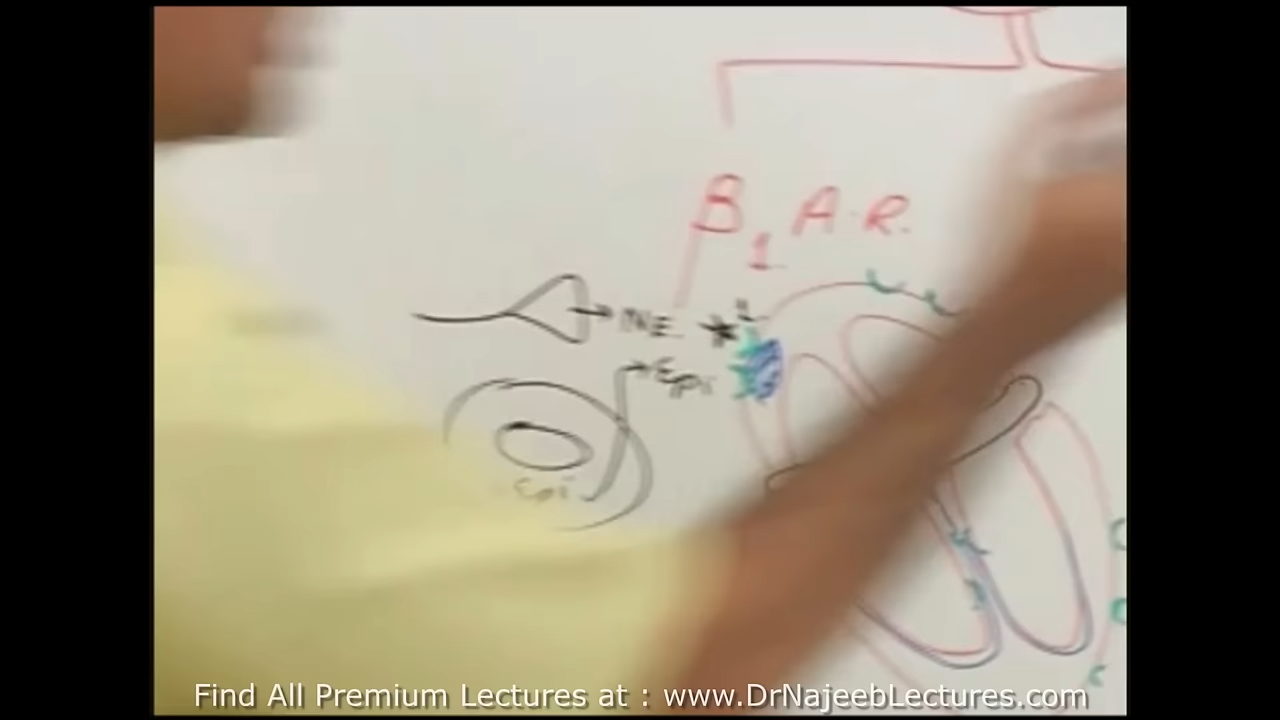 B1 A.R.
NE
Epi
Epi
Find All Premium Lectures at : www.DrNajeebLectures.com